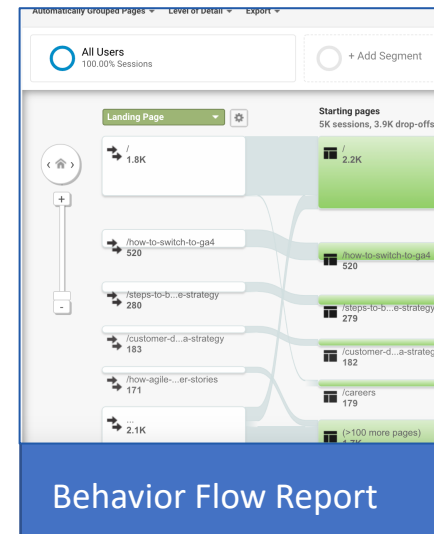 Automatically Grouped Pages Level of Detail Export
All Users
100.00% Sessions
+ Add Segment
Landing Page
Starting pages
5K sessions, 3.9K drop-offs
/
1.8K
/
2.2K
/how-to-switch-to-ga4
520
/how-to-switch-to-ga4
520
/steps-to-b...e-strategy
280
/steps-to-b...e-strategy
279
/customer-d...a-strategy
183
/customer-d...a-strateg
182
/how-agile-...er-stories
171
/careers
179
...
2.1K
(>100 more pages)
1.7K
Behavior Flow Report